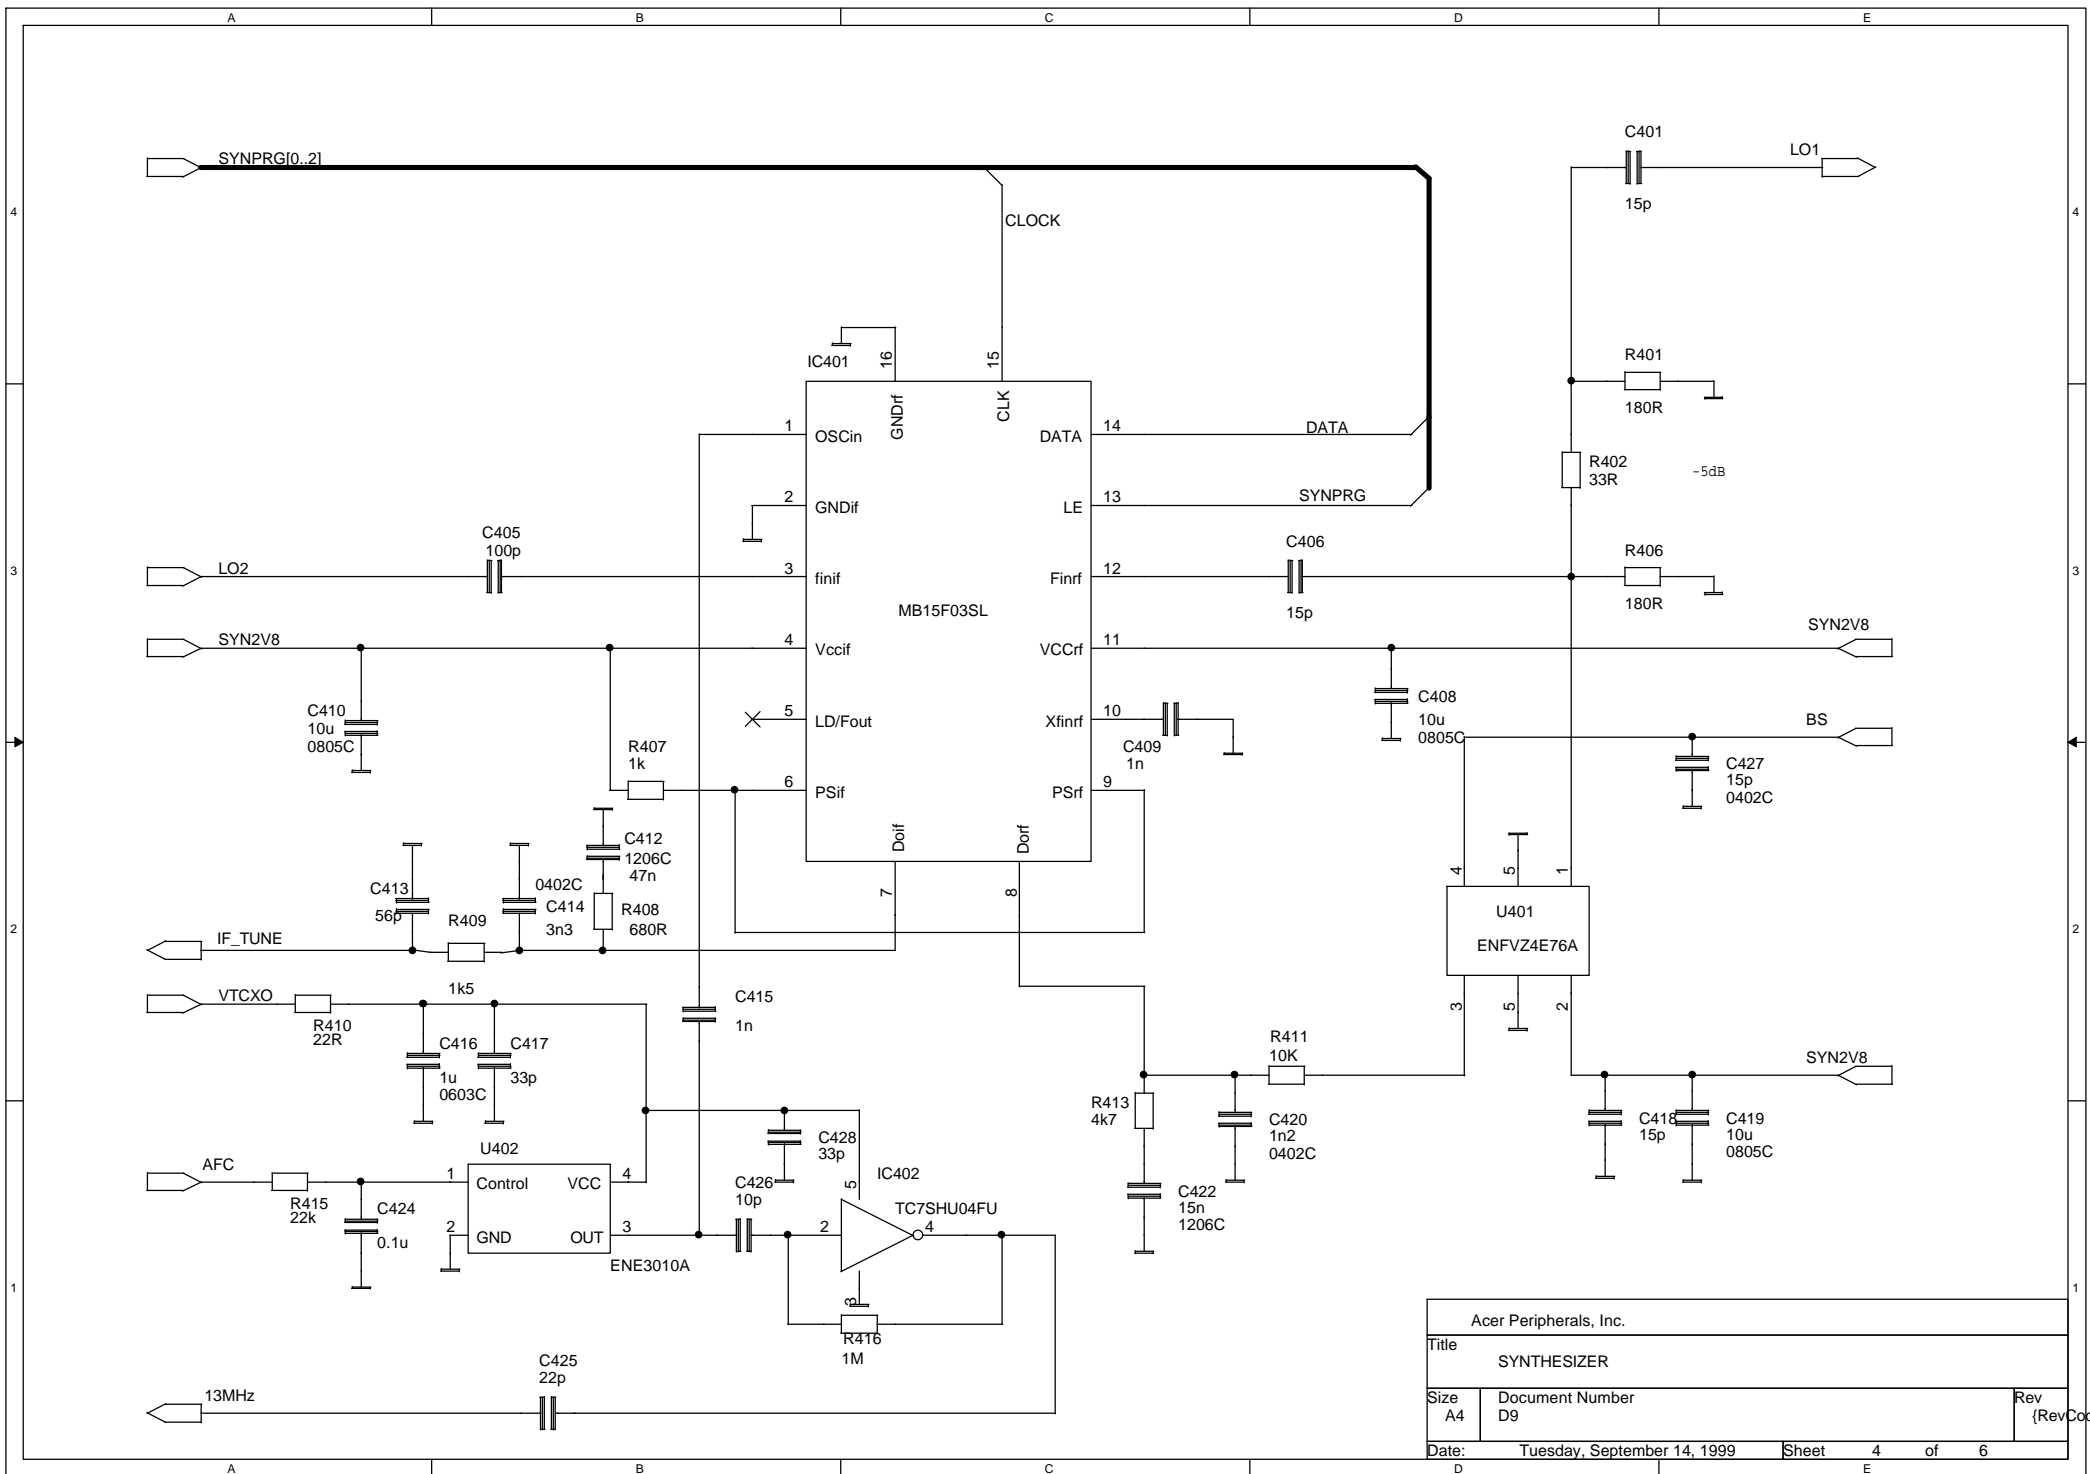 A B C D E
SYNPRG[0..2]
CLOCK
C401
15p
LO1
4 4
IC401
16
15
GNDrf
CLK
R401
180R
1 OSCin
DATA 14 DATA
R402
33R
-5dB
2 GNDif
LE 13 SYNPRG
C405
100p
LO2
3 finif
Finrf 12
C406
15p
R406
180R
3 3
MB15F03SL
SYN2V8
4 Vccif
VCCrf 11
SYN2V8
C410
10u
0805C
5 LD/Fout
Xfinrf 10
C409
1n
C408
10u
0805C
BS
C427
15p
0402C
R407
1k
6 PSif
PSrf 9
Doif
Dorf
7
8
C412
1206C
47n
C413
56p
0402C
C414
3n3
R408
680R
R409
1k5
IF_TUNE
4 5 1
U401
ENFVZ4E76A
3 5 2
2 2
VTCXO
R410
22R
C415
1n
C416
1u
0603C
C417
33p
R411
10K
SYN2V8
R413
4k7
C420
1n2
0402C
C418
15p
C419
10u
0805C
C422
15n
1206C
U402
AFC
R415
22k
C424
0.1u
1 Control VCC 4
2 GND OUT 3
ENE3010A
C428
33p
C426
10p
IC402
TC7SHU04FU
5
2 4
3
R416
1M
1 1
C425
22p
13MHz
Acer Peripherals, Inc.
Title
SYNTHESIZER
Size Document Number Rev
A4 D9 {RevCod
Date: Tuesday, September 14, 1999 Sheet 4 of 6
A B C D E